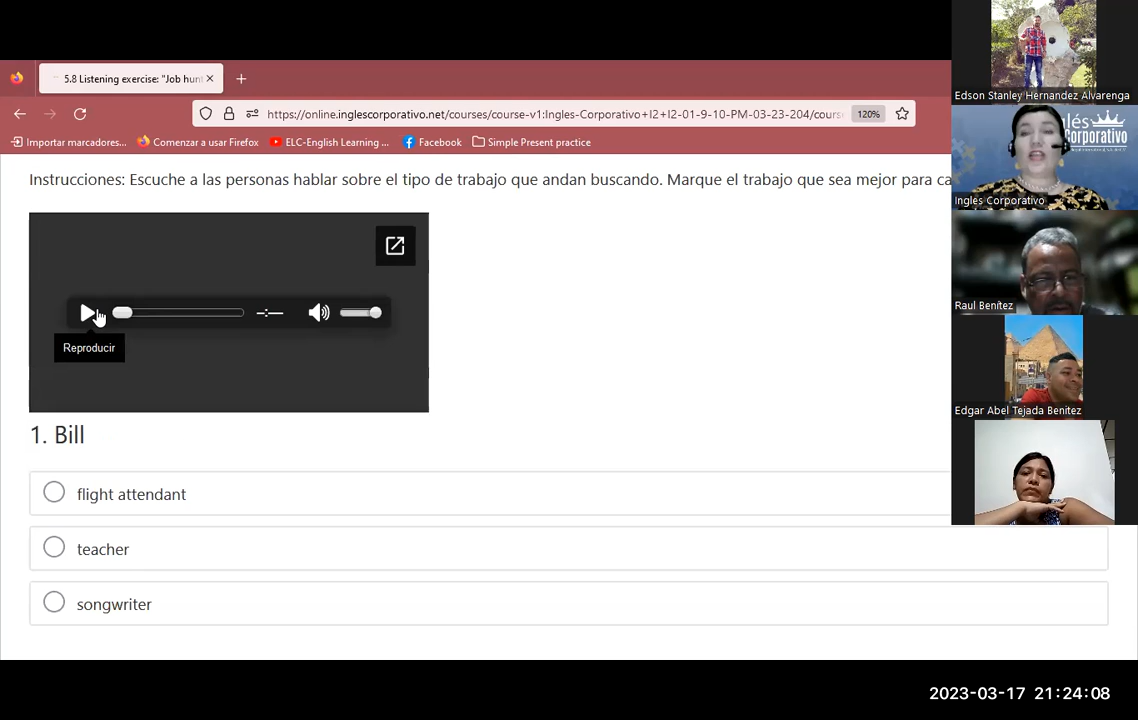 5.8 Listening exercise: "Job hun
https://online.inglescorporativo.net/courses/course-v1:Ingles-Corporativo+I2+I2-01-9-10-PM-03-23-204/cours
120%
Importar marcadores...
Comenzar a usar Firefox
ELC-English Learning ...
Facebook
Simple Present practice
Instrucciones: Escuche a las personas hablar sobre el tipo de trabajo que andan buscando. Marque el trabajo que sea mejor para ca
-:--
Reproducir
1. Bill
flight attendant
teacher
songwriter
Edson Stanley Hernandez Alvarenga
glés
Corporativo
Ingles Corporativo
Raul Benítez
Edgar Abel Tejada Benitez
2023-03-17 21:24:08